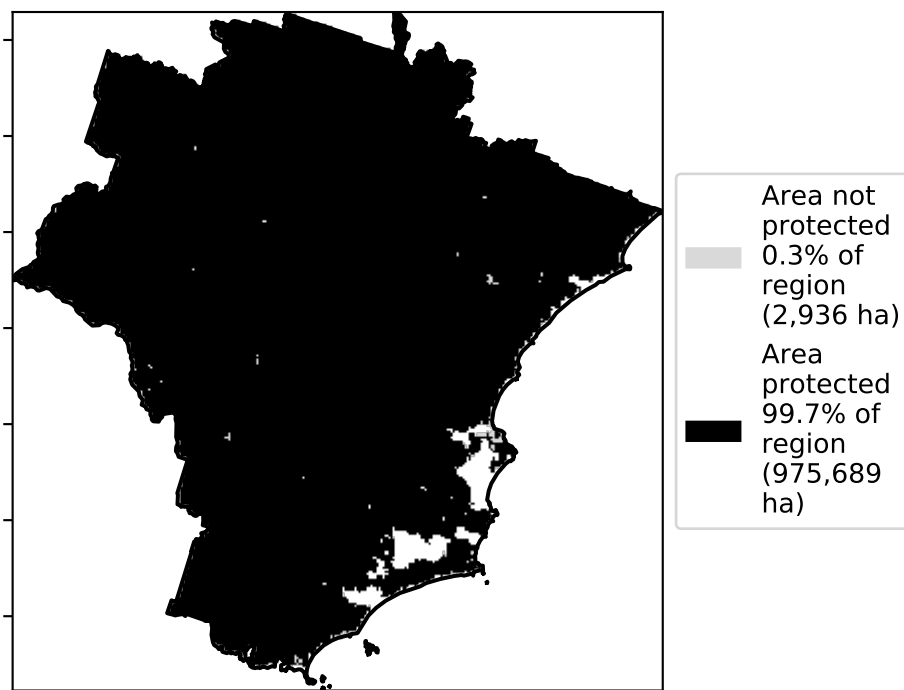 Area not
protected
0.3% of
region
(2,936 ha)
Area
protected
99.7% of
region
(975,689
ha)